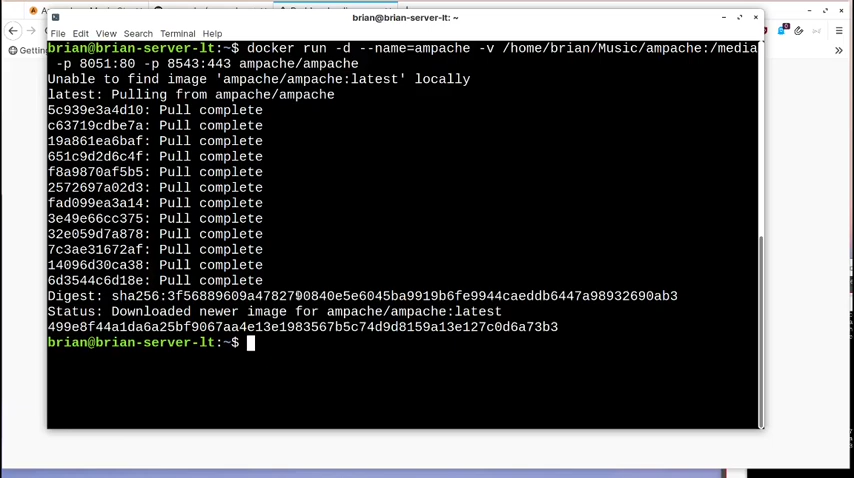 brian@brian-server-lt: ~
File Edit View Search Terminal Help
Getting
brian@brian-server-lt:~$ docker run -d --name=ampache -v /home/brian/Music/ampache:/media
-p 8051:80 -p 8543:443 ampache/ampache
Unable to find image 'ampache/ampache:latest' locally
latest: Pulling from ampache/ampache
5c939e3a4d10: Pull complete
c63719cdbe7a: Pull complete
19a861ea6baf: Pull complete
651c9d2d6c4f: Pull complete
f8a9870af5b5: Pull complete
2572697a02d3: Pull complete
fad099ea3a14: Pull complete
3e49e66cc375: Pull complete
32e059d7a878: Pull complete
7c3ae31672af: Pull complete
14096d30ca38: Pull complete
6d3544c6d18e: Pull complete
Digest: sha256:3f56889609a4782790840e5e6045ba9919b6fe9944caeddb6447a98932690ab3
Status: Downloaded newer image for ampache/ampache:latest
499e8f44a1da6a25bf9067aa4e13e1983567b5c74d9d8159a13e127c0d6a73b3
brian@brian-server-lt:~$